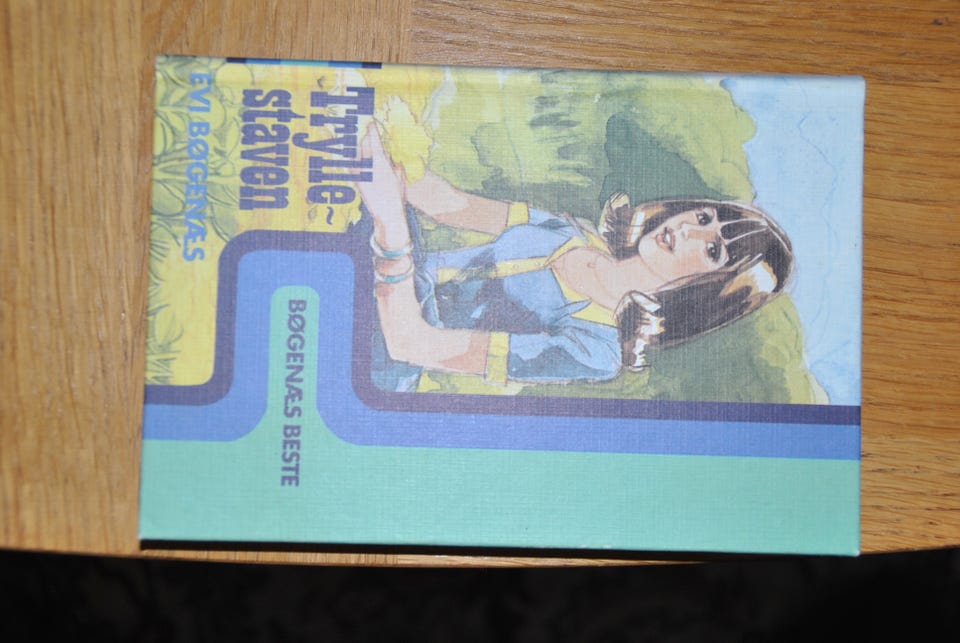 Trylle~
staven
EVI BØGENÆS
BØGENÆS BESTE